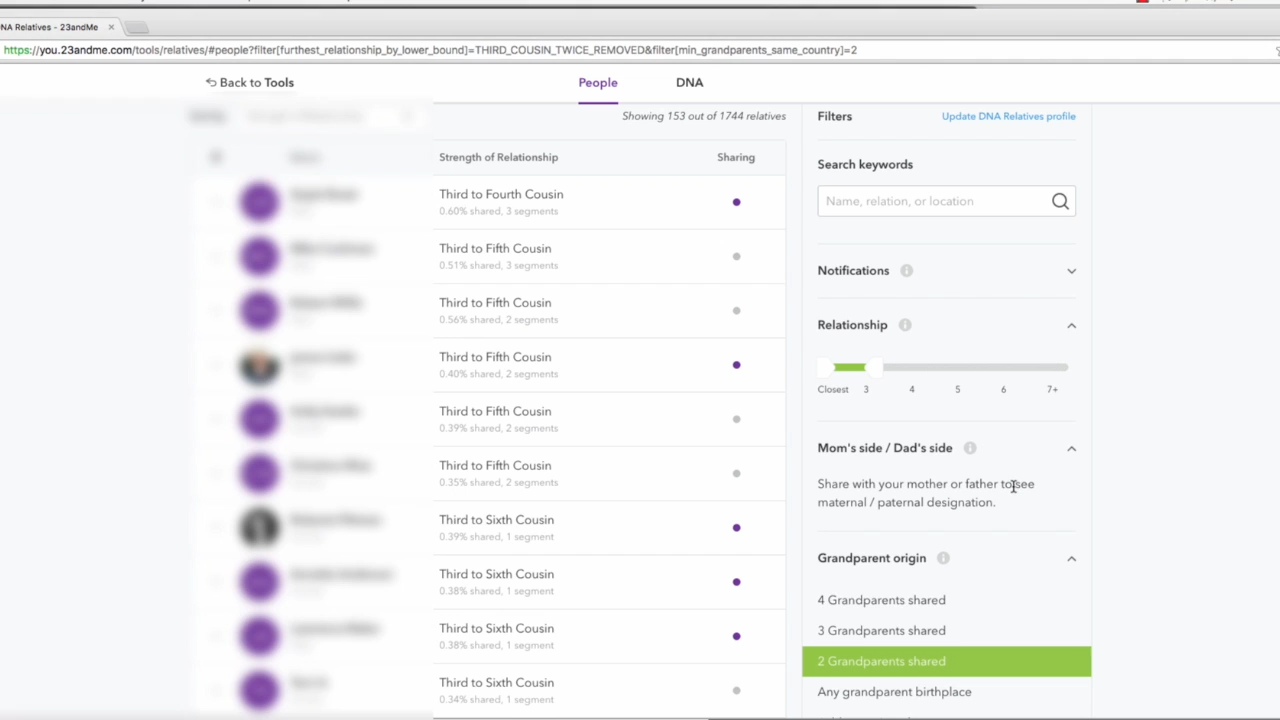 DNA Relatives - 23andMe ×
https://you.23andme.com/tools/relatives/#people?filter[furthest_relationship_by_lower_bound]=THIRD_COUSIN_TWICE_REMOVED&filter[min_grandparents_same_country]=2
Back to Tools
People
DNA
Showing 153 out of 1744 relatives
Strength of Relationship
Sharing
Third to Fourth Cousin
0.60% shared, 3 segments
Third to Fifth Cousin
0.51% shared, 3 segments
Third to Fifth Cousin
0.56% shared, 2 segments
Third to Fifth Cousin
0.40% shared, 2 segments
Third to Fifth Cousin
0.39% shared, 2 segments
Third to Fifth Cousin
0.35% shared, 2 segments
Third to Sixth Cousin
0.39% shared, 1 segment
Third to Sixth Cousin
0.38% shared, 1 segment
Third to Sixth Cousin
0.38% shared, 1 segment
Third to Sixth Cousin
0.34% shared, 1 segment
Filters
Update DNA Relatives profile
Search keywords
Name, relation, or location
Notifications
Relationship
Closest 3 4 5 6 7+
Mom's side / Dad's side
Share with your mother or father to see
maternal / paternal designation.
Grandparent origin
4 Grandparents shared
3 Grandparents shared
2 Grandparents shared
Any grandparent birthplace